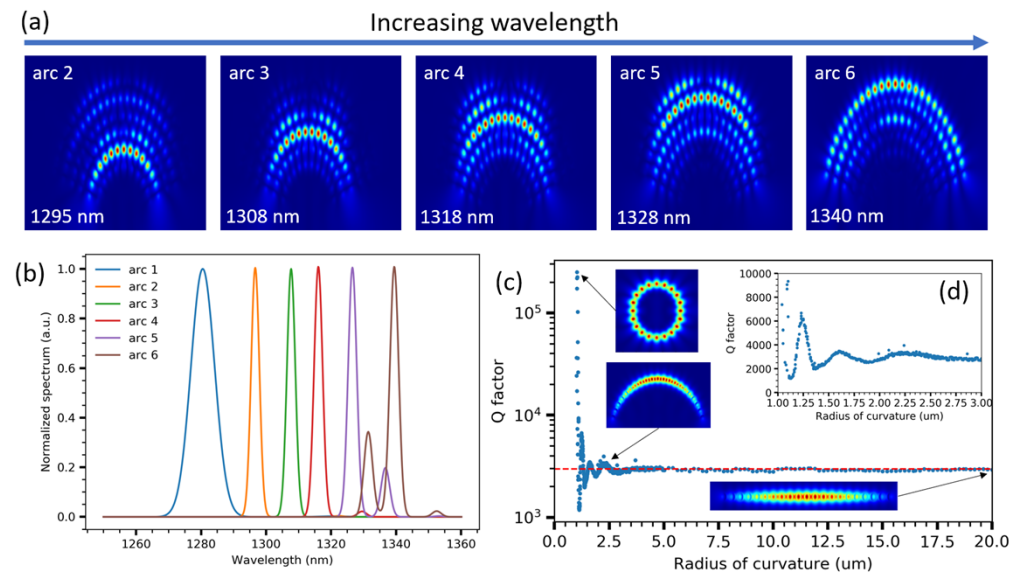 (a)
Increasing wavelength
arc 2
arc 3
arc 4
arc 5
arc 6
1295 nm
1308 nm
1318 nm
1328 nm
1340 nm
(b)
1.0
0.8
0.6
0.4
0.2
0.0
Normalized spectrum (a.u.)
arc 1
arc 2
arc 3
arc 4
arc 5
arc 6
1260
1280
1300
1320
1340
1360
Wavelength (nm)
(c)
10⁵
10⁴
10³
Q factor
0.0
2.5
5.0
7.5
10.0
12.5
15.0
17.5
20.0
Radius of curvature (um)
(d)
10000
8000
6000
4000
2000
0
Q factor
1.00
1.25
1.50
1.75
2.00
2.25
2.50
2.75
3.00
Radius of curvature (um)